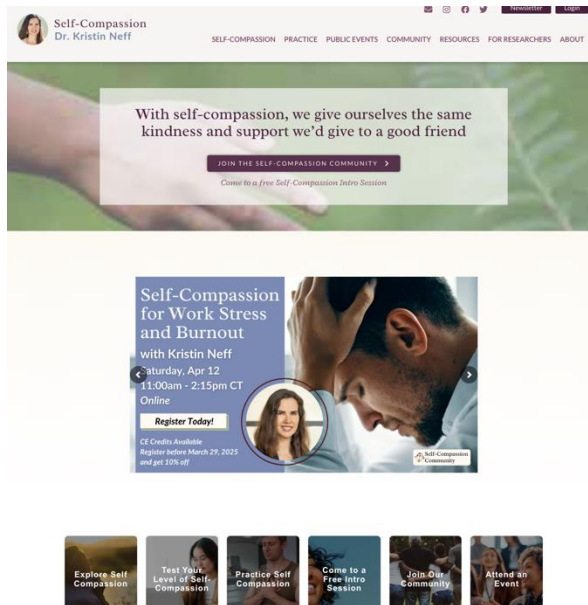 Newsletter
Login
Self-Compassion
Dr. Kristin Neff
SELF-COMPASSION PRACTICE PUBLIC EVENTS COMMUNITY RESOURCES FOR RESEARCHERS ABOUT
With self-compassion, we give ourselves the same
kindness and support we'd give to a good friend
JOIN THE SELF-COMPASSION COMMUNITY
Come to a free Self-Compassion Intro Session
Self-Compassion
for Work Stress
and Burnout
with Kristin Neff
Saturday, Apr 12
11:00am - 2:15pm CT
Online
Register Today!
CE Credits Available
Register before March 29, 2025
and get 10% off
Self-Compassion
Community
Explore Self
Compassion
Test Your
Level of Self-
Compassion
Practice Self
Compassion
Come to a
Free Intro
Session
Join Our
Community
Attend an
Event